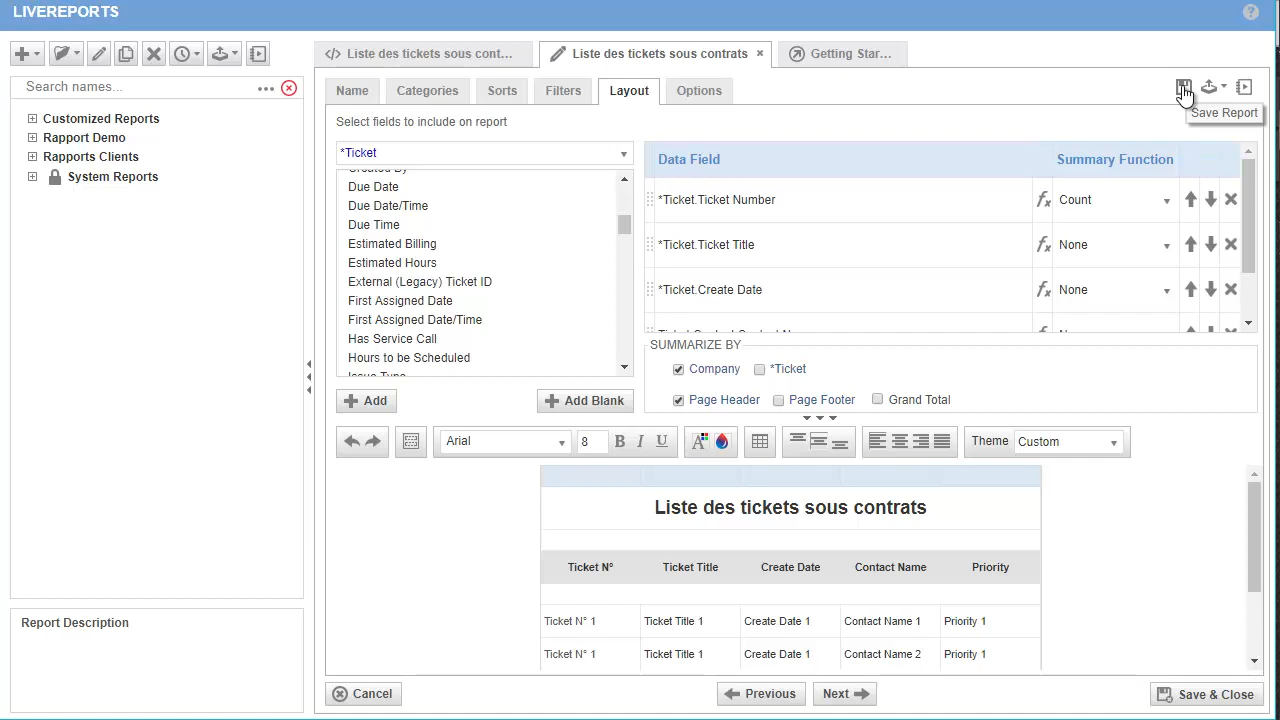 LIVEREPORTS
Liste des tickets sous cont...
Liste des tickets sous contrats
Getting Star...
Search names...
Name
Categories
Sorts
Filters
Layout
Options
Save Report
Customized Reports
Rapport Demo
Rapports Clients
System Reports
Select fields to include on report
*Ticket
Created By
Due Date
Due Date/Time
Due Time
Estimated Billing
Estimated Hours
External (Legacy) Ticket ID
First Assigned Date
First Assigned Date/Time
Has Service Call
Hours to be Scheduled
Issue Type
Data Field Summary Function
*Ticket.Ticket Number fx Count
*Ticket.Ticket Title fx None
*Ticket.Create Date fx None
SUMMARIZE BY
Company *Ticket
Page Header Page Footer Grand Total
Add
Add Blank
Arial 8 B I U A Theme Custom
Liste des tickets sous contrats
Ticket N° Ticket Title Create Date Contact Name Priority
Ticket N° 1 Ticket Title 1 Create Date 1 Contact Name 1 Priority 1
Ticket N° 1 Ticket Title 1 Create Date 1 Contact Name 2 Priority 1
Report Description
Cancel
Previous
Next
Save & Close